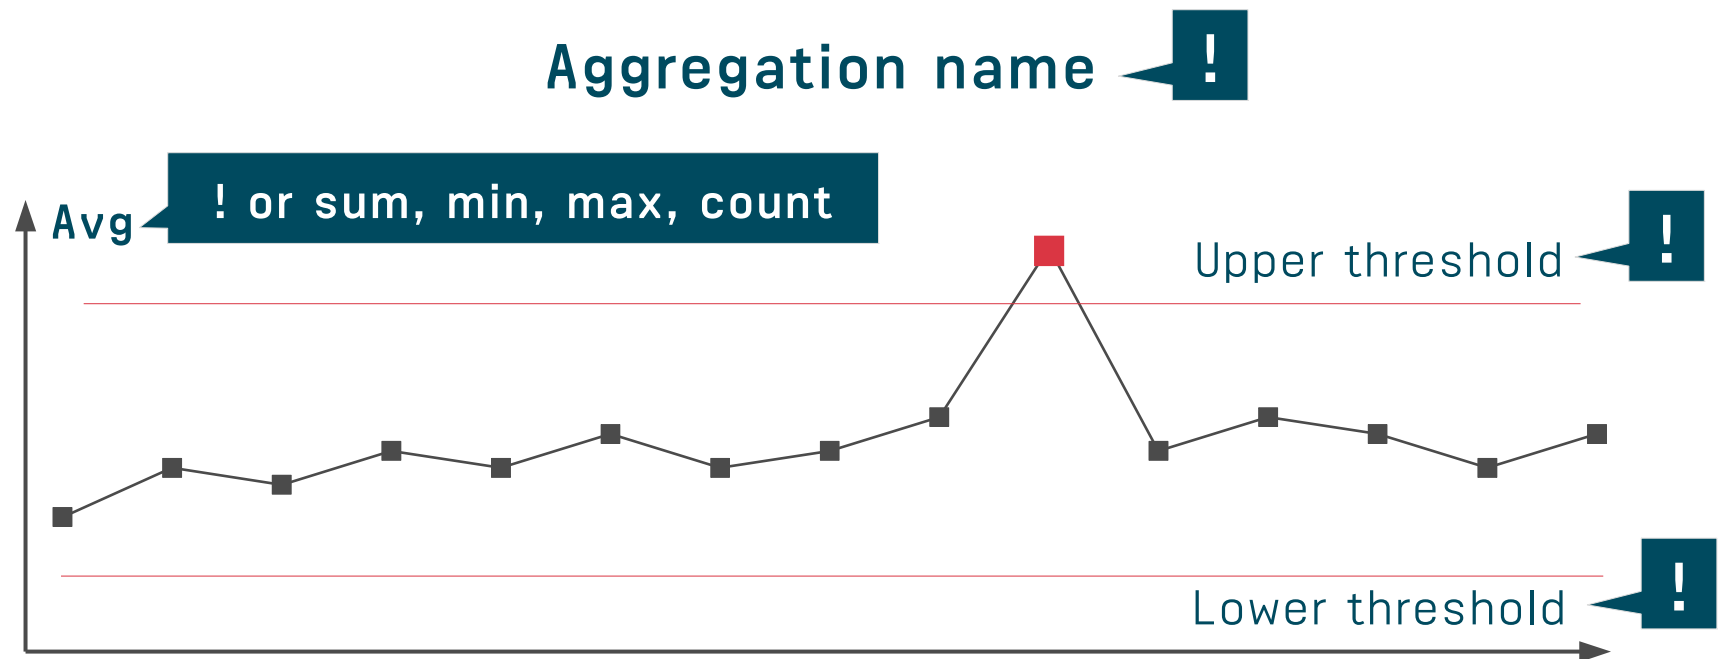 Aggregation name !
Avg ! or sum, min, max, count
Upper threshold !
Lower threshold !